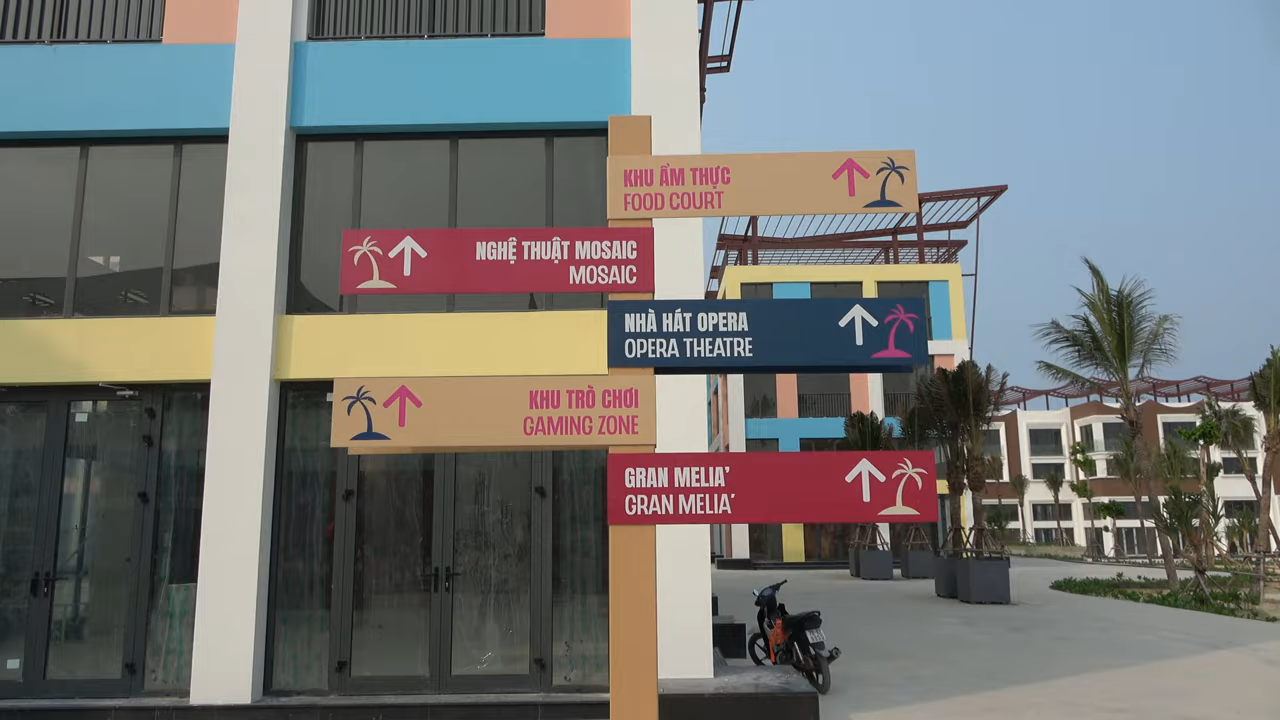 KHU ẨM THỰC
FOOD COURT
NGHỆ THUẬT MOSAIC
MOSAIC
NHÀ HÁT OPERA
OPERA THEATRE
KHU TRÒ CHƠI
GAMING ZONE
GRAN MELIA'
GRAN MELIA'